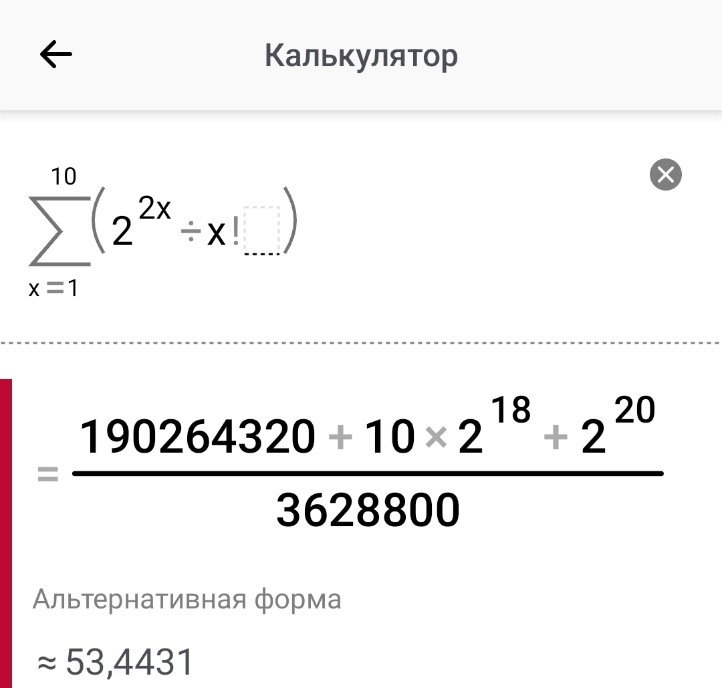 Калькулятор
10
∑(2^2x ÷ x!)
x = 1
= 190264320 + 10 × 2^18 + 2^20
3628800
Альтернативная форма
≈ 53,4431